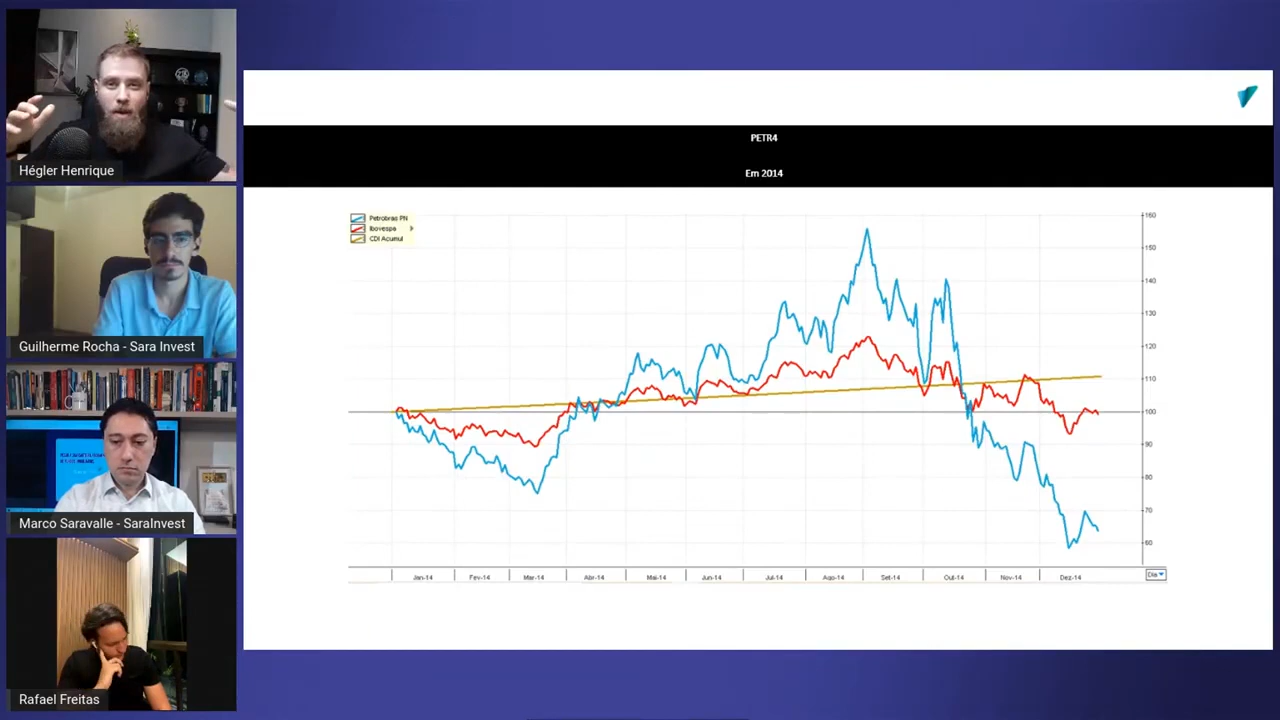 Hégler Henrique
Guilherme Rocha - Sara Invest
Marco Saravalle - SaraInvest
Rafael Freitas
PETR4
Em 2014
Petrobras PN
Ibovespa
CDI Acumul
160
150
140
130
120
110
100
90
80
70
60
Jan-14 Fev-14 Mar-14 Abr-14 Mai-14 Jun-14 Jul-14 Ago-14 Set-14 Out-14 Nov-14 Dez-14
Dia